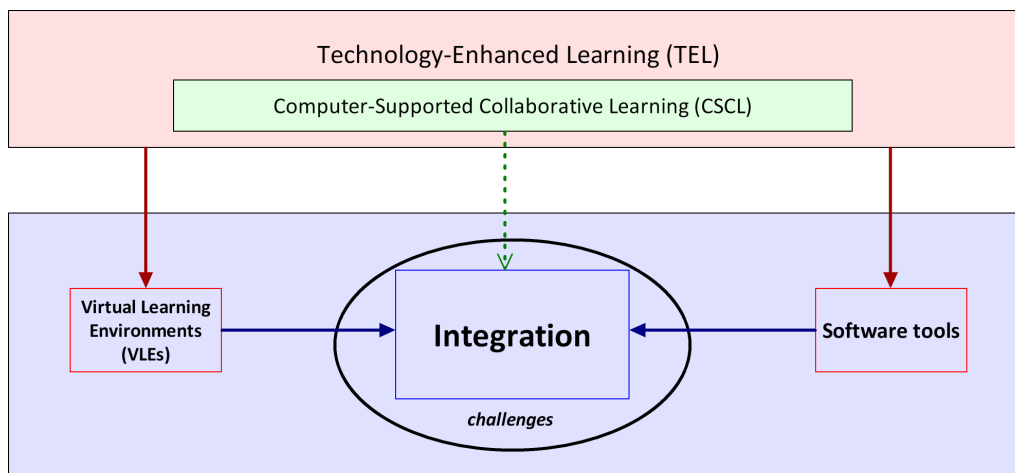 Technology-Enhanced Learning (TEL)
Computer-Supported Collaborative Learning (CSCL)
Virtual Learning
Environments
(VLEs)
Integration
Software tools
challenges